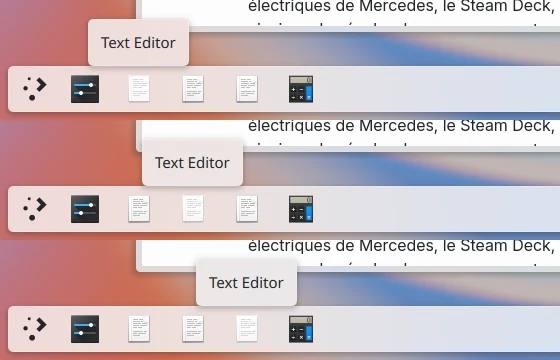 électriques de Mercedes, le Steam Deck,
Text Editor
électriques de Mercedes, le Steam Deck,
Text Editor
électriques de Mercedes, le Steam Deck,
Text Editor